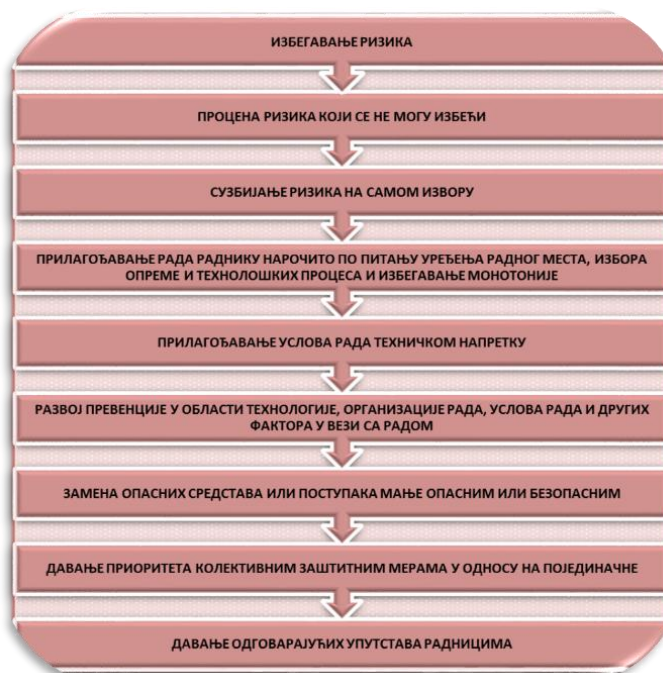 ИЗБЕГАВАЊЕ РИЗИКА
ПРОЦЕНА РИЗИКА КОЈИ СЕ НЕ МОГУ ИЗБЕЋИ
СУЗБИЈАЊЕ РИЗИКА НА САМОМ ИЗВОРУ
ПРИЛАГОЂАВАЊЕ РАДА РАДНИКУ НАРОЧИТО ПО ПИТАЊУ УРЕЂЕЊА РАДНОГ МЕСТА, ИЗБОРА
ОПРЕМЕ И ТЕХНОЛОШКИХ ПРОЦЕСА И ИЗБЕГАВАЊЕ МОНОТОНИЈЕ
ПРИЛАГОЂАВАЊЕ УСЛОВА РАДА ТЕХНИЧКОМ НАПРЕТКУ
РАЗВОЈ ПРЕВЕНЦИЈЕ У ОБЛАСТИ ТЕХНОЛОГИЈЕ, ОРГАНИЗАЦИЈЕ РАДА, УСЛОВА РАДА И ДРУГИХ
ФАКТОРА У ВЕЗИ СА РАДОМ
ЗАМЕНА ОПАСНИХ СРЕДСТАВА ИЛИ ПОСТУПАКА МАЊЕ ОПАСНИМ ИЛИ БЕЗОПАСНИМ
ДАВАЊЕ ПРИОРИТЕТА КОЛЕКТИВНИМ ЗАШТИТНИМ МЕРАМА У ОДНОСУ НА ПОЈЕДИНАЧНЕ
ДАВАЊЕ ОДГОВАРАЈУЋИХ УПУТСТАВА РАДНИЦИМА